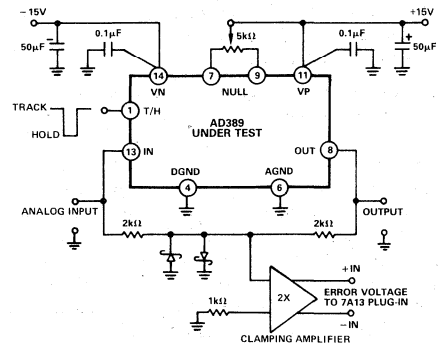 − 15V
+15V
50µF
0.1µF
5kΩ
0.1µF
50µF
14
7
9
11
VN
NULL
VP
TRACK
HOLD
1
T/H
AD389
UNDER TEST
13
IN
OUT
8
DGND
AGND
4
6
ANALOG INPUT
OUTPUT
2kΩ
2kΩ
+IN
1kΩ
2X
ERROR VOLTAGE
TO 7A13 PLUG-IN
−IN
CLAMPING AMPLIFIER